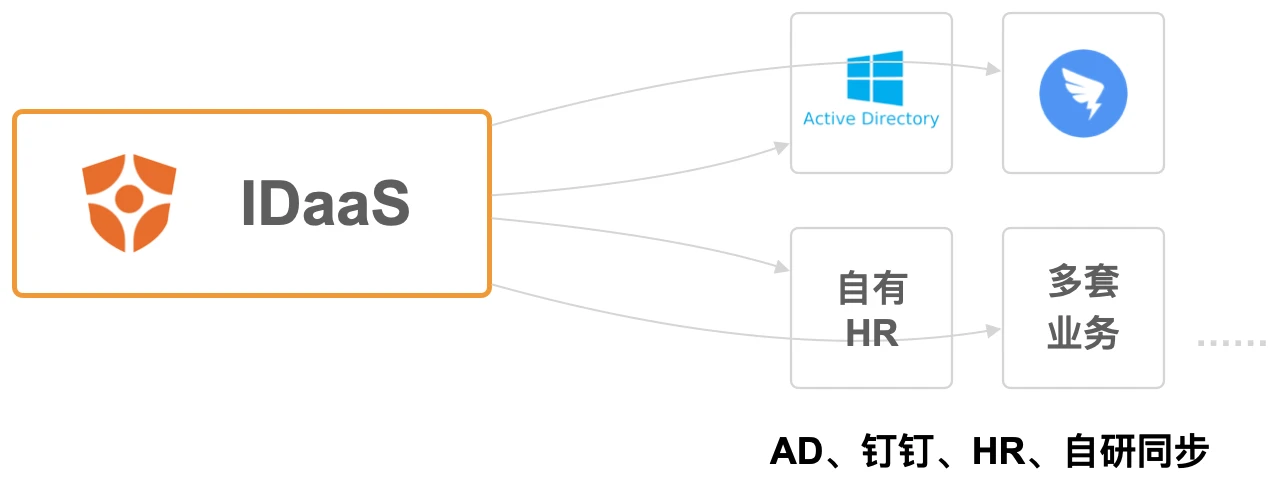 IDaaS
Active Directory
自有
HR
多套
业务
......
AD、钉钉、HR、自研同步